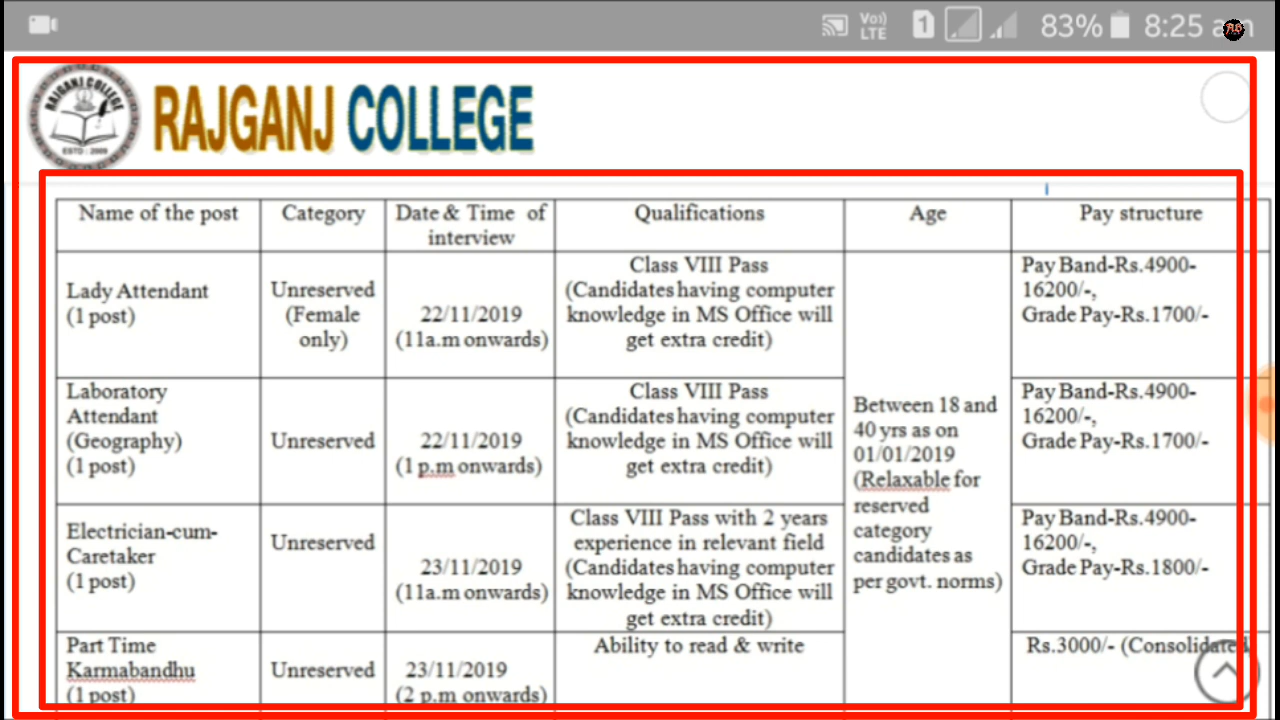 Vo) LTE 1 83% 8:25
RAJGANJ COLLEGE
RAJGANJ COLLEGE
ESTD : 2009
Name of the post
Category
Date & Time of
interview
Qualifications
Age
Pay structure
Lady Attendant
(1 post)
Unreserved
(Female
only)
22/11/2019
(11a.m onwards)
Class VIII Pass
(Candidates having computer
knowledge in MS Office will
get extra credit)
Between 18 and
40 yrs as on
01/01/2019
(Relaxable for
reserved
category
candidates as
per govt. norms)
Pay Band-Rs.4900-
16200/-,
Grade Pay-Rs.1700/-
Laboratory
Attendant
(Geography)
(1 post)
Unreserved
22/11/2019
(1 p.m onwards)
Class VIII Pass
(Candidates having computer
knowledge in MS Office will
get extra credit)
Pay Band-Rs.4900-
16200/-,
Grade Pay-Rs.1700/-
Electrician-cum-
Caretaker
(1 post)
Unreserved
23/11/2019
(11a.m onwards)
Class VIII Pass with 2 years
experience in relevant field
(Candidates having computer
knowledge in MS Office will
get extra credit)
Pay Band-Rs.4900-
16200/-,
Grade Pay-Rs.1800/-
Part Time
Karmabandhu
(1 post)
Unreserved
23/11/2019
(2 p.m onwards)
Ability to read & write
Rs.3000/- (Consolidated